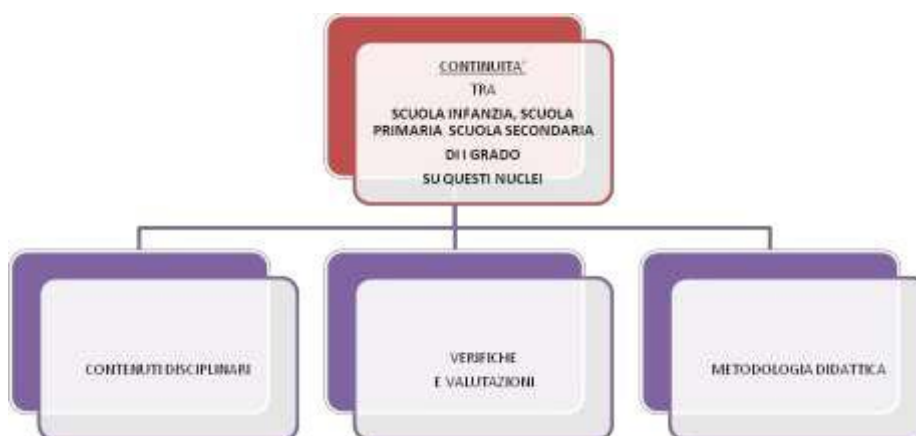 CONTINUITA'
TRA
SCUOLA INFANZIA, SCUOLA
PRIMARIA SCUOLA SECONDARIA
DI I GRADO
SU QUESTI NUCLEI
CONTENUTI DISCIPLINARI
VERIFICHE
E VALUTAZIONI
METODOLOGIA DIDATTICA